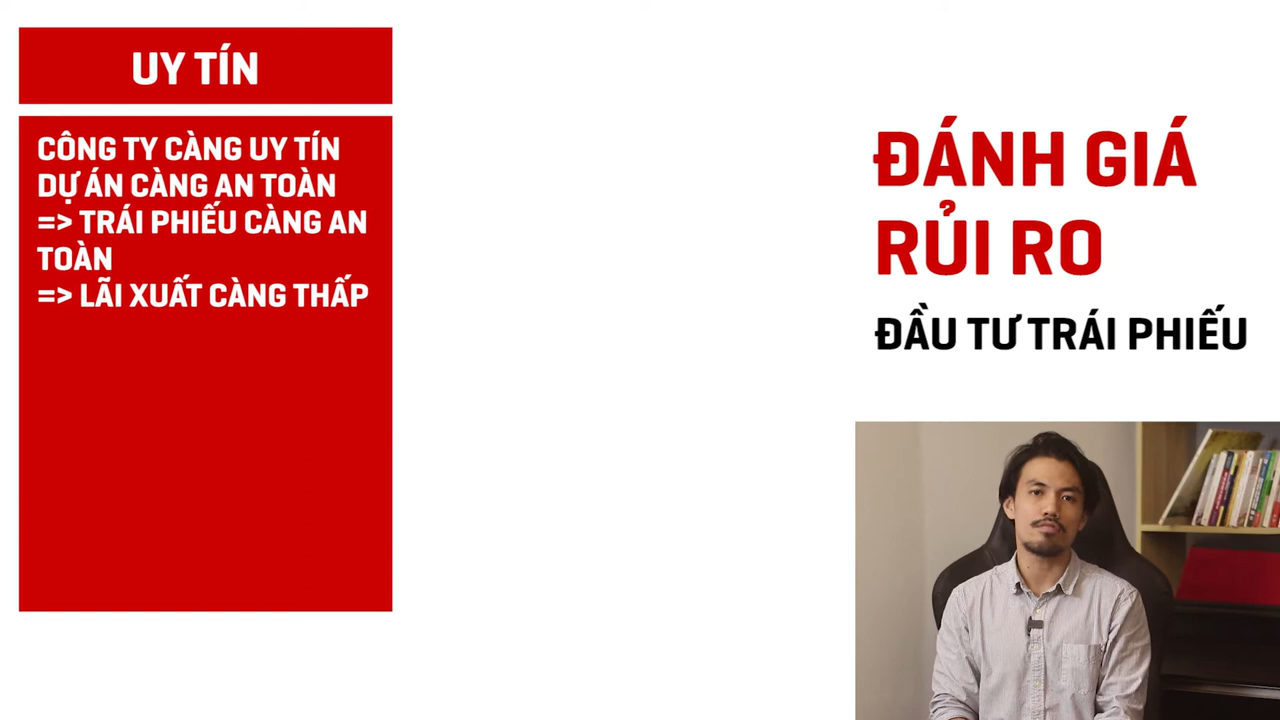 UY TÍN
CÔNG TY CÀNG UY TÍN
DỰ ÁN CÀNG AN TOÀN
=> TRÁI PHIẾU CÀNG AN
TOÀN
=> LÃI XUẤT CÀNG THẤP
ĐÁNH GIÁ
RỦI RO
ĐẦU TƯ TRÁI PHIẾU